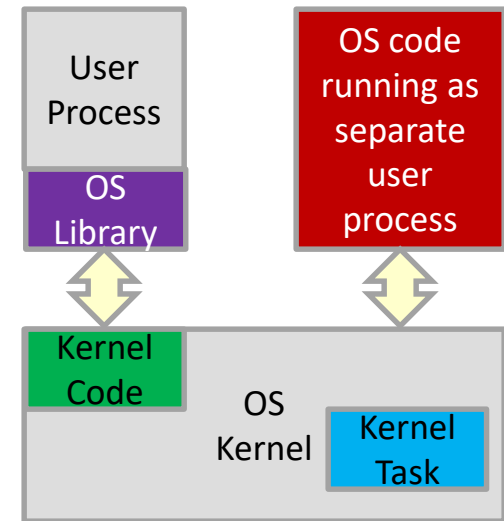 User
Process
OS
Library
OS code
running as
separate
user
process
Kernel
Code
OS
Kernel
Kernel
Task